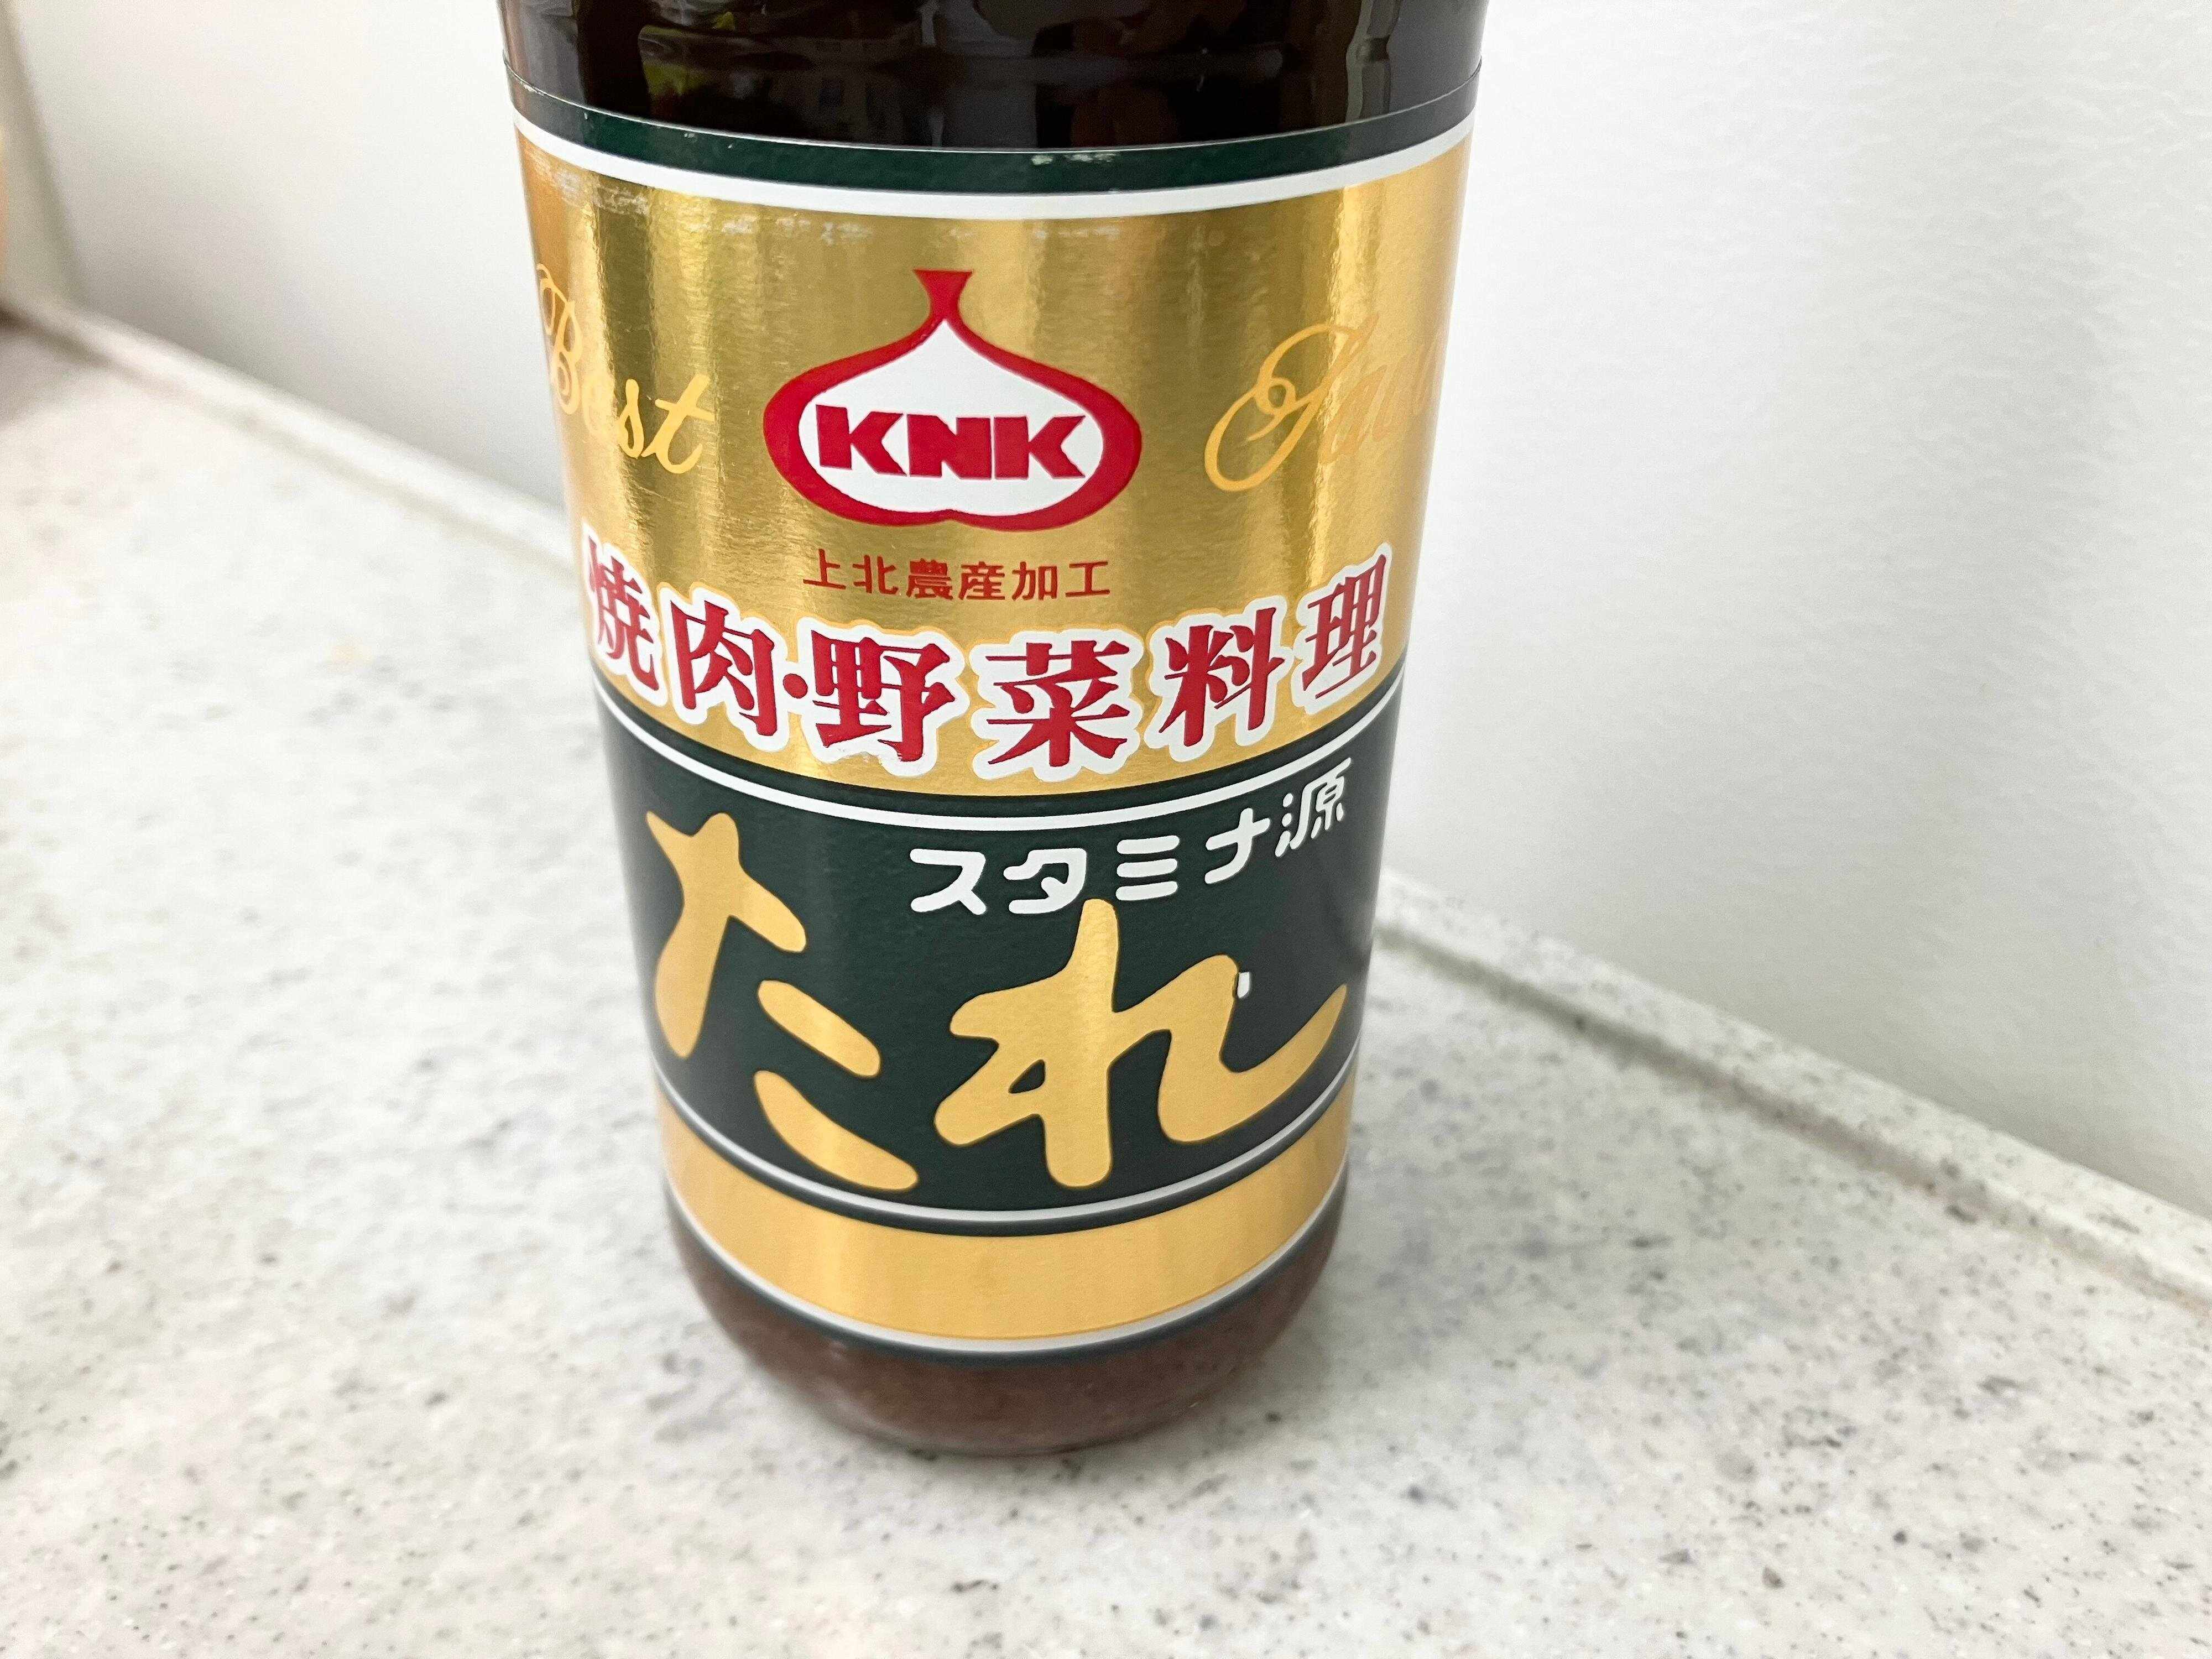 Best
KNK
上北農産加工
焼肉・野菜料理
スタミナ源
たれ